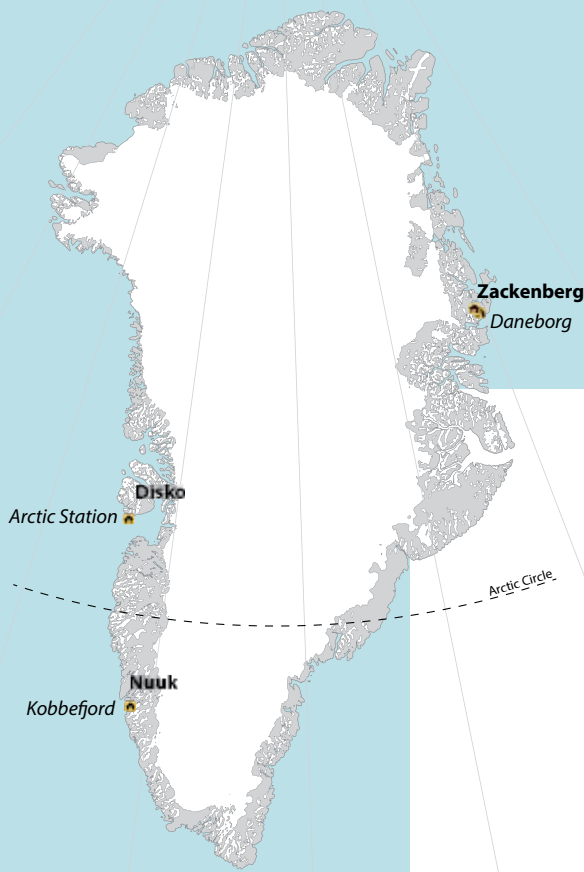 Zackenberg
Daneborg
Disko
Arctic Station
Arctic Circle
Nuuk
Kobbefjord